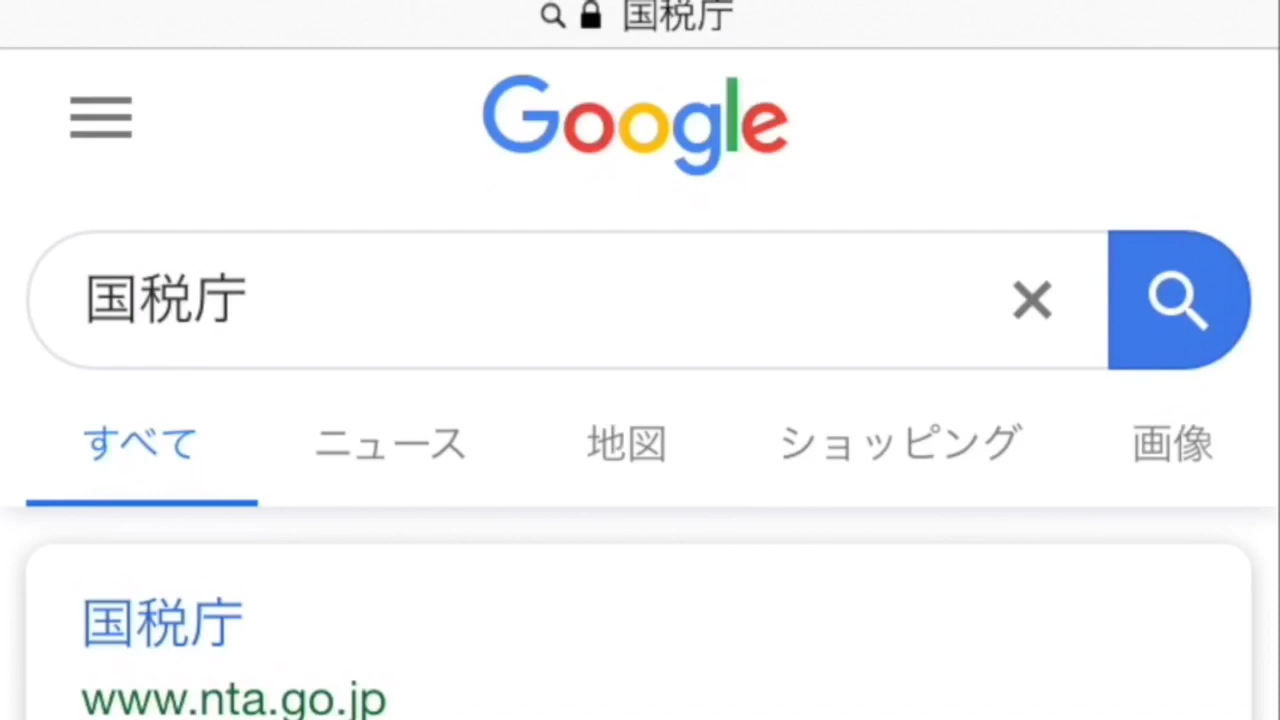 国税庁
Google
国税庁
すべて ニュース 地図 ショッピング 画像
国税庁
www.nta.go.jp